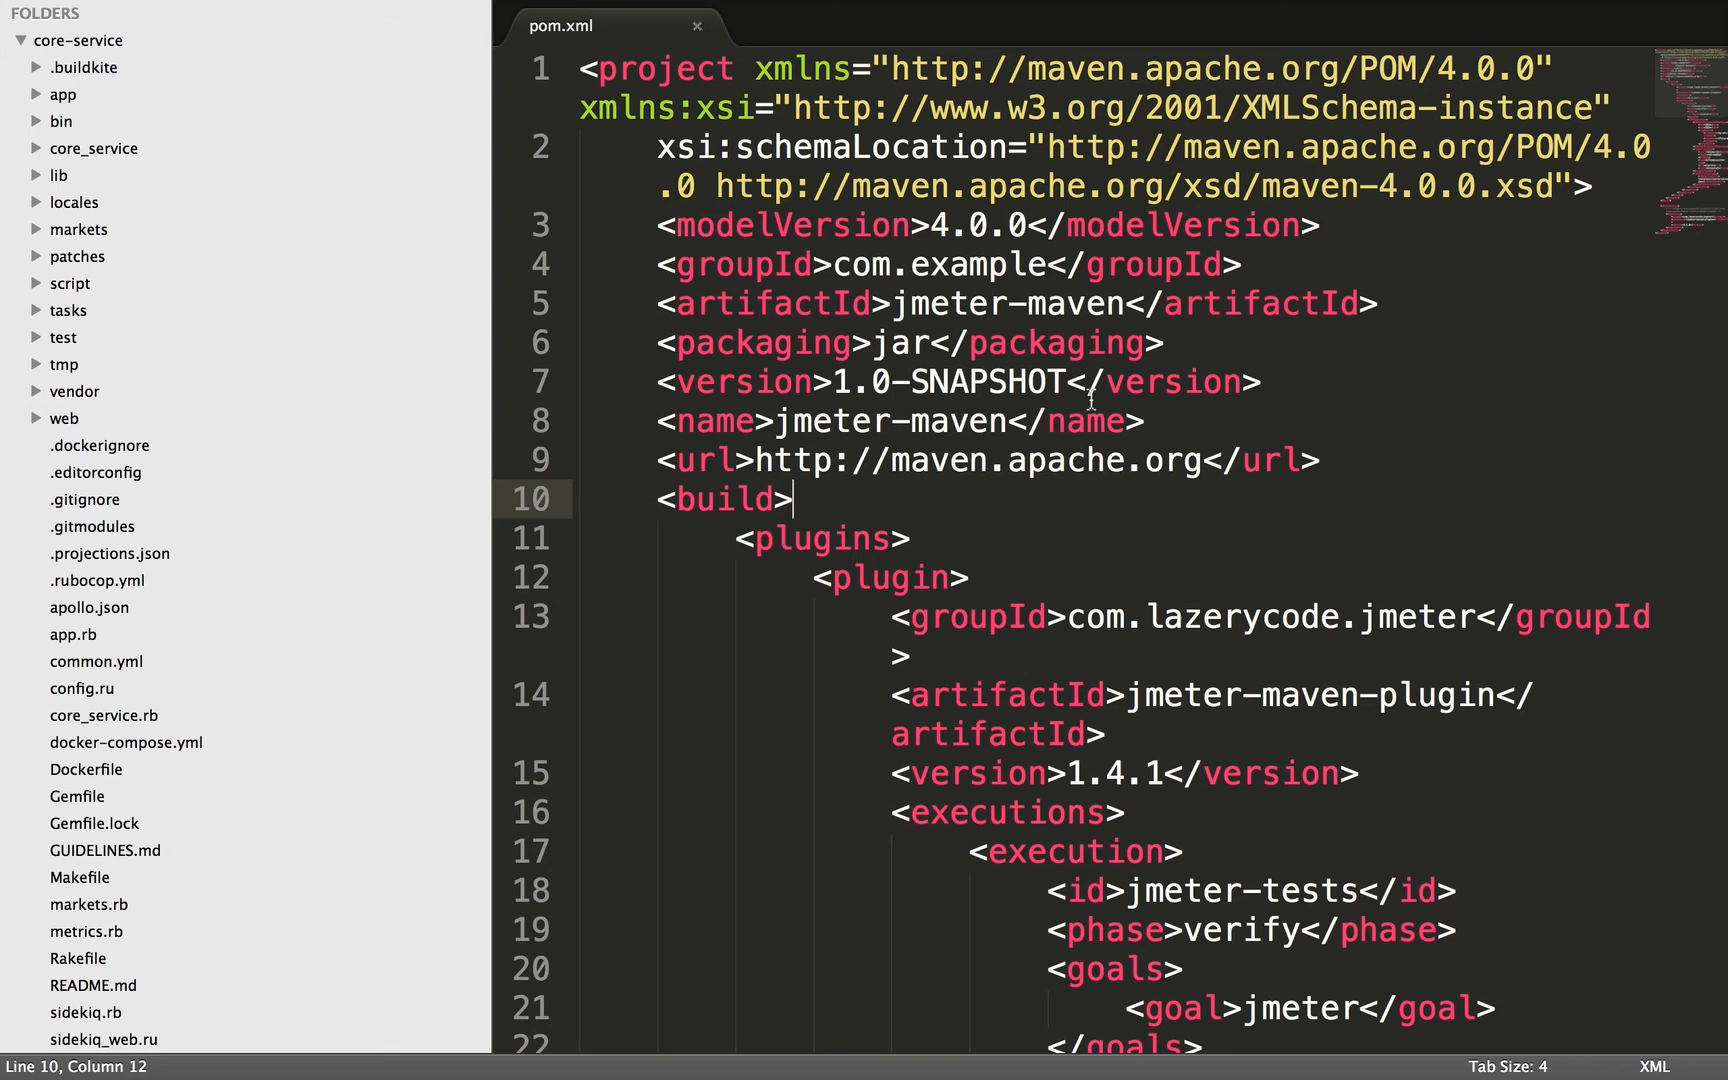 FOLDERS
core-service
.buildkite
app
bin
core_service
lib
locales
markets
patches
script
tasks
test
tmp
vendor
web
.dockerignore
.editorconfig
.gitignore
.gitmodules
.projections.json
.rubocop.yml
apollo.json
app.rb
common.yml
config.ru
core_service.rb
docker-compose.yml
Dockerfile
Gemfile
Gemfile.lock
GUIDELINES.md
Makefile
markets.rb
metrics.rb
Rakefile
README.md
sidekiq.rb
sidekiq_web.ru
pom.xml ×
1 <project xmlns="http://maven.apache.org/POM/4.0.0"
xmlns:xsi="http://www.w3.org/2001/XMLSchema-instance"
2 xsi:schemaLocation="http://maven.apache.org/POM/4.0
.0 http://maven.apache.org/xsd/maven-4.0.0.xsd">
3 <modelVersion>4.0.0</modelVersion>
4 <groupId>com.example</groupId>
5 <artifactId>jmeter-maven</artifactId>
6 <packaging>jar</packaging>
7 <version>1.0-SNAPSHOT</version>
8 <name>jmeter-maven</name>
9 <url>http://maven.apache.org</url>
10 <build>
11 <plugins>
12 <plugin>
13 <groupId>com.lazerycode.jmeter</groupId
>
14 <artifactId>jmeter-maven-plugin</
artifactId>
15 <version>1.4.1</version>
16 <executions>
17 <execution>
18 <id>jmeter-tests</id>
19 <phase>verify</phase>
20 <goals>
21 <goal>jmeter</goal>
22 </goals>
Line 10, Column 12
Tab Size: 4
XML